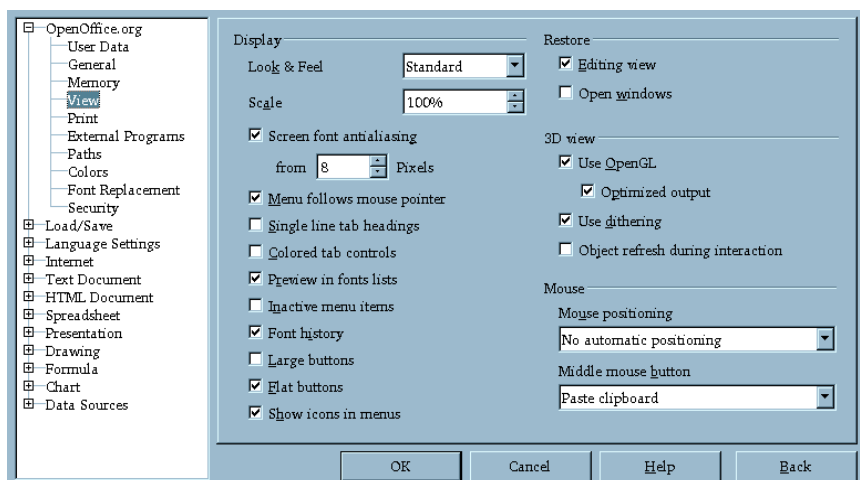 OpenOffice.org
User Data
General
Memory
View
Print
External Programs
Paths
Colors
Font Replacement
Security
Load/Save
Language Settings
Internet
Text Document
HTML Document
Spreadsheet
Presentation
Drawing
Formula
Chart
Data Sources
Display
Look & Feel Standard
Scale 100%
Screen font antialiasing
from 8 Pixels
Menu follows mouse pointer
Single line tab headings
Colored tab controls
Preview in fonts lists
Inactive menu items
Font history
Large buttons
Flat buttons
Show icons in menus
Restore
Editing view
Open windows
3D view
Use OpenGL
Optimized output
Use dithering
Object refresh during interaction
Mouse
Mouse positioning
No automatic positioning
Middle mouse button
Paste clipboard
OK Cancel Help Back